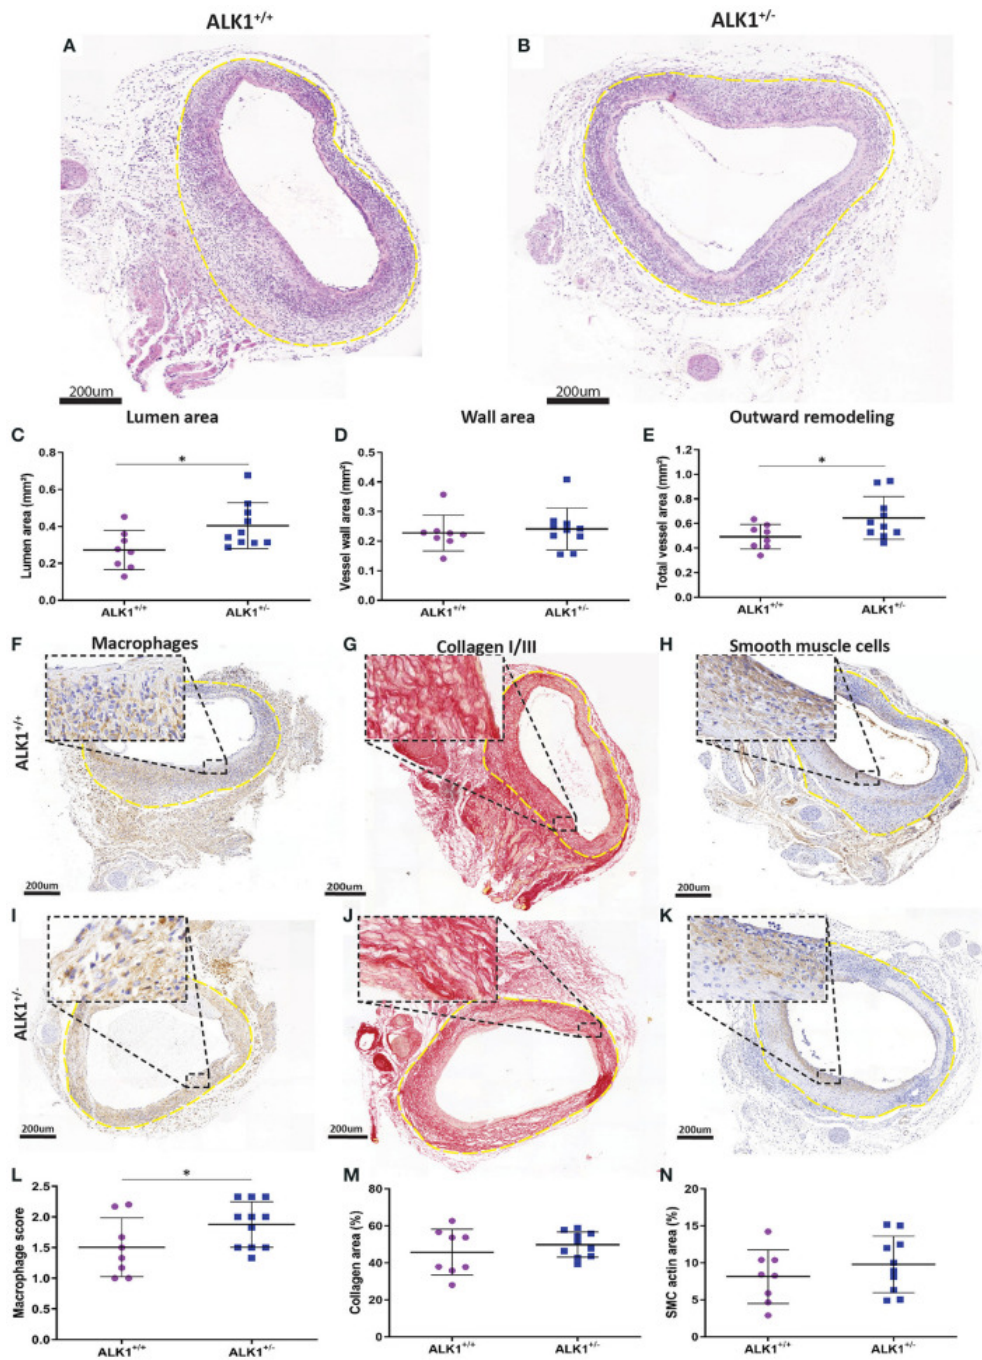 ALK1+/+ ALK1+/-
A B
200um 200um
Lumen area Wall area Outward remodeling
C D E
*
*
Lumen area (mm²)
0.8
0.6
0.4
0.2
0.0
ALK1+/+ ALK1+/-
Vessel wall area (mm²)
0.5
0.4
0.3
0.2
0.1
0.0
ALK1+/+ ALK1+/-
Total vessel area (mm²)
1.2
1.0
0.8
0.6
0.4
0.2
0.0
ALK1+/+ ALK1+/-
F Macrophages G Collagen I/III H Smooth muscle cells
ALK1+/+
200um 200um 200um
I J K
ALK1+/-
200um 200um 200um
L M N
*
Macrophage score
2.5
2.0
1.5
1.0
0.5
0.0
ALK1+/+ ALK1+/-
Collagen area (%)
80
60
40
20
0
ALK1+/+ ALK1+/-
SMC actin area (%)
20
15
10
5
0
ALK1+/+ ALK1+/-